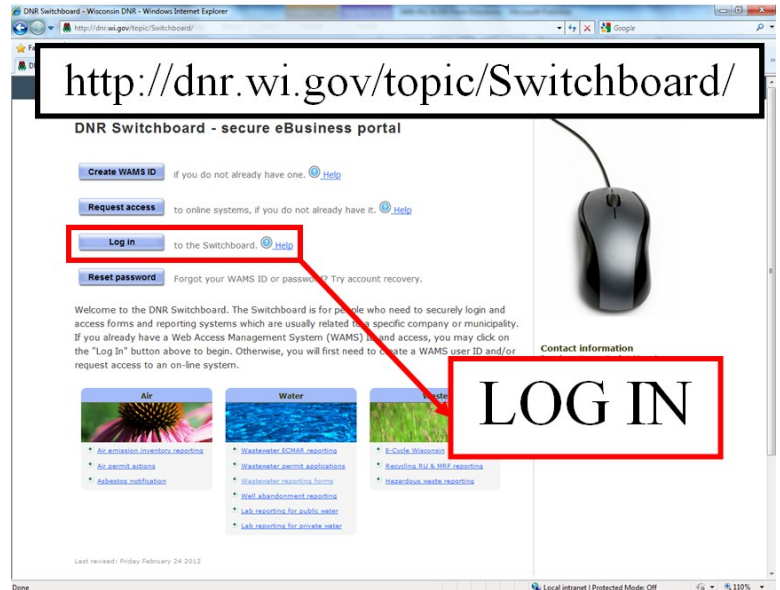 DNR Switchboard - Wisconsin DNR - Windows Internet Explorer
http://dnr.wi.gov/topic/Switchboard/
Google
http://dnr.wi.gov/topic/Switchboard/
DNR Switchboard - secure eBusiness portal
Create WAMS ID if you do not already have one. Help
Request access to online systems, if you do not already have it. Help
Log in to the Switchboard. Help
Reset password Forgot your WAMS ID or password? Try account recovery.
Welcome to the DNR Switchboard. The Switchboard is for people who need to securely login and
access forms and reporting systems which are usually related to a specific company or municipality.
If you already have a Web Access Management System (WAMS) ID and access, you may click on
the "Log In" button above to begin. Otherwise, you will first need to create a WAMS user ID and/or
request access to an on-line system.
Contact information
LOG IN
Air
Air emission inventory reporting
Air permit actions
Asbestos notification
Water
Wastewater ECMAR reporting
Wastewater permit applications
Wastewater reporting forms
Well abandonment reporting
Lab reporting for public water
Lab reporting for private water
Waste
E-Cycle Wisconsin
Recycling RU & MRF reporting
Hazardous waste reporting
Last revised: Friday February 24 2012
Done
Local intranet | Protected Mode: Off
110%